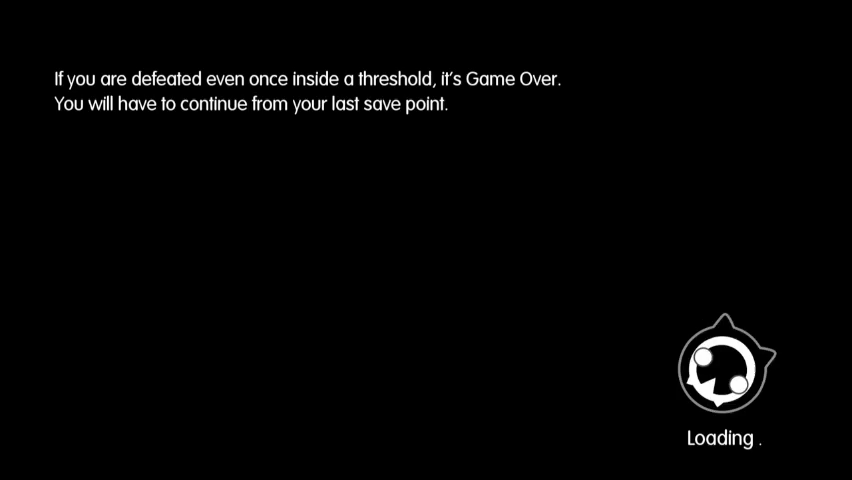 If you are defeated even once inside a threshold, it's Game Over.
You will have to continue from your last save point.
Loading .